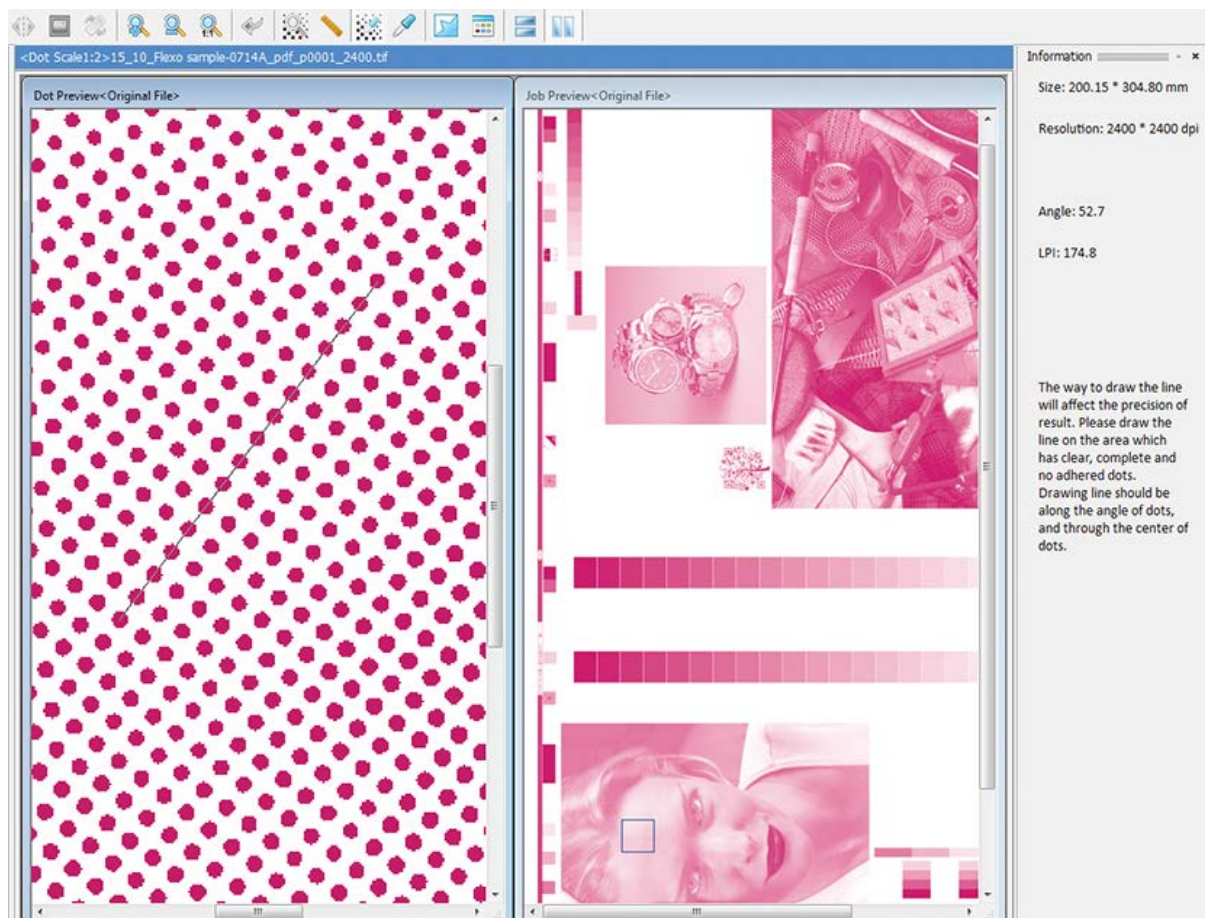 <Dot Scale1:2>15_10_Flexo sample-0714A_pdf_p0001_2400.tif
Dot Preview<Original File>
Job Preview<Original File>
Information
Size: 200.15 * 304.80 mm
Resolution: 2400 * 2400 dpi
Angle: 52.7
LPI: 174.8
The way to draw the line
will affect the precision of
result. Please draw the
line on the area which
has clear, complete and
no adhered dots.
Drawing line should be
along the angle of dots,
and through the center of
dots.